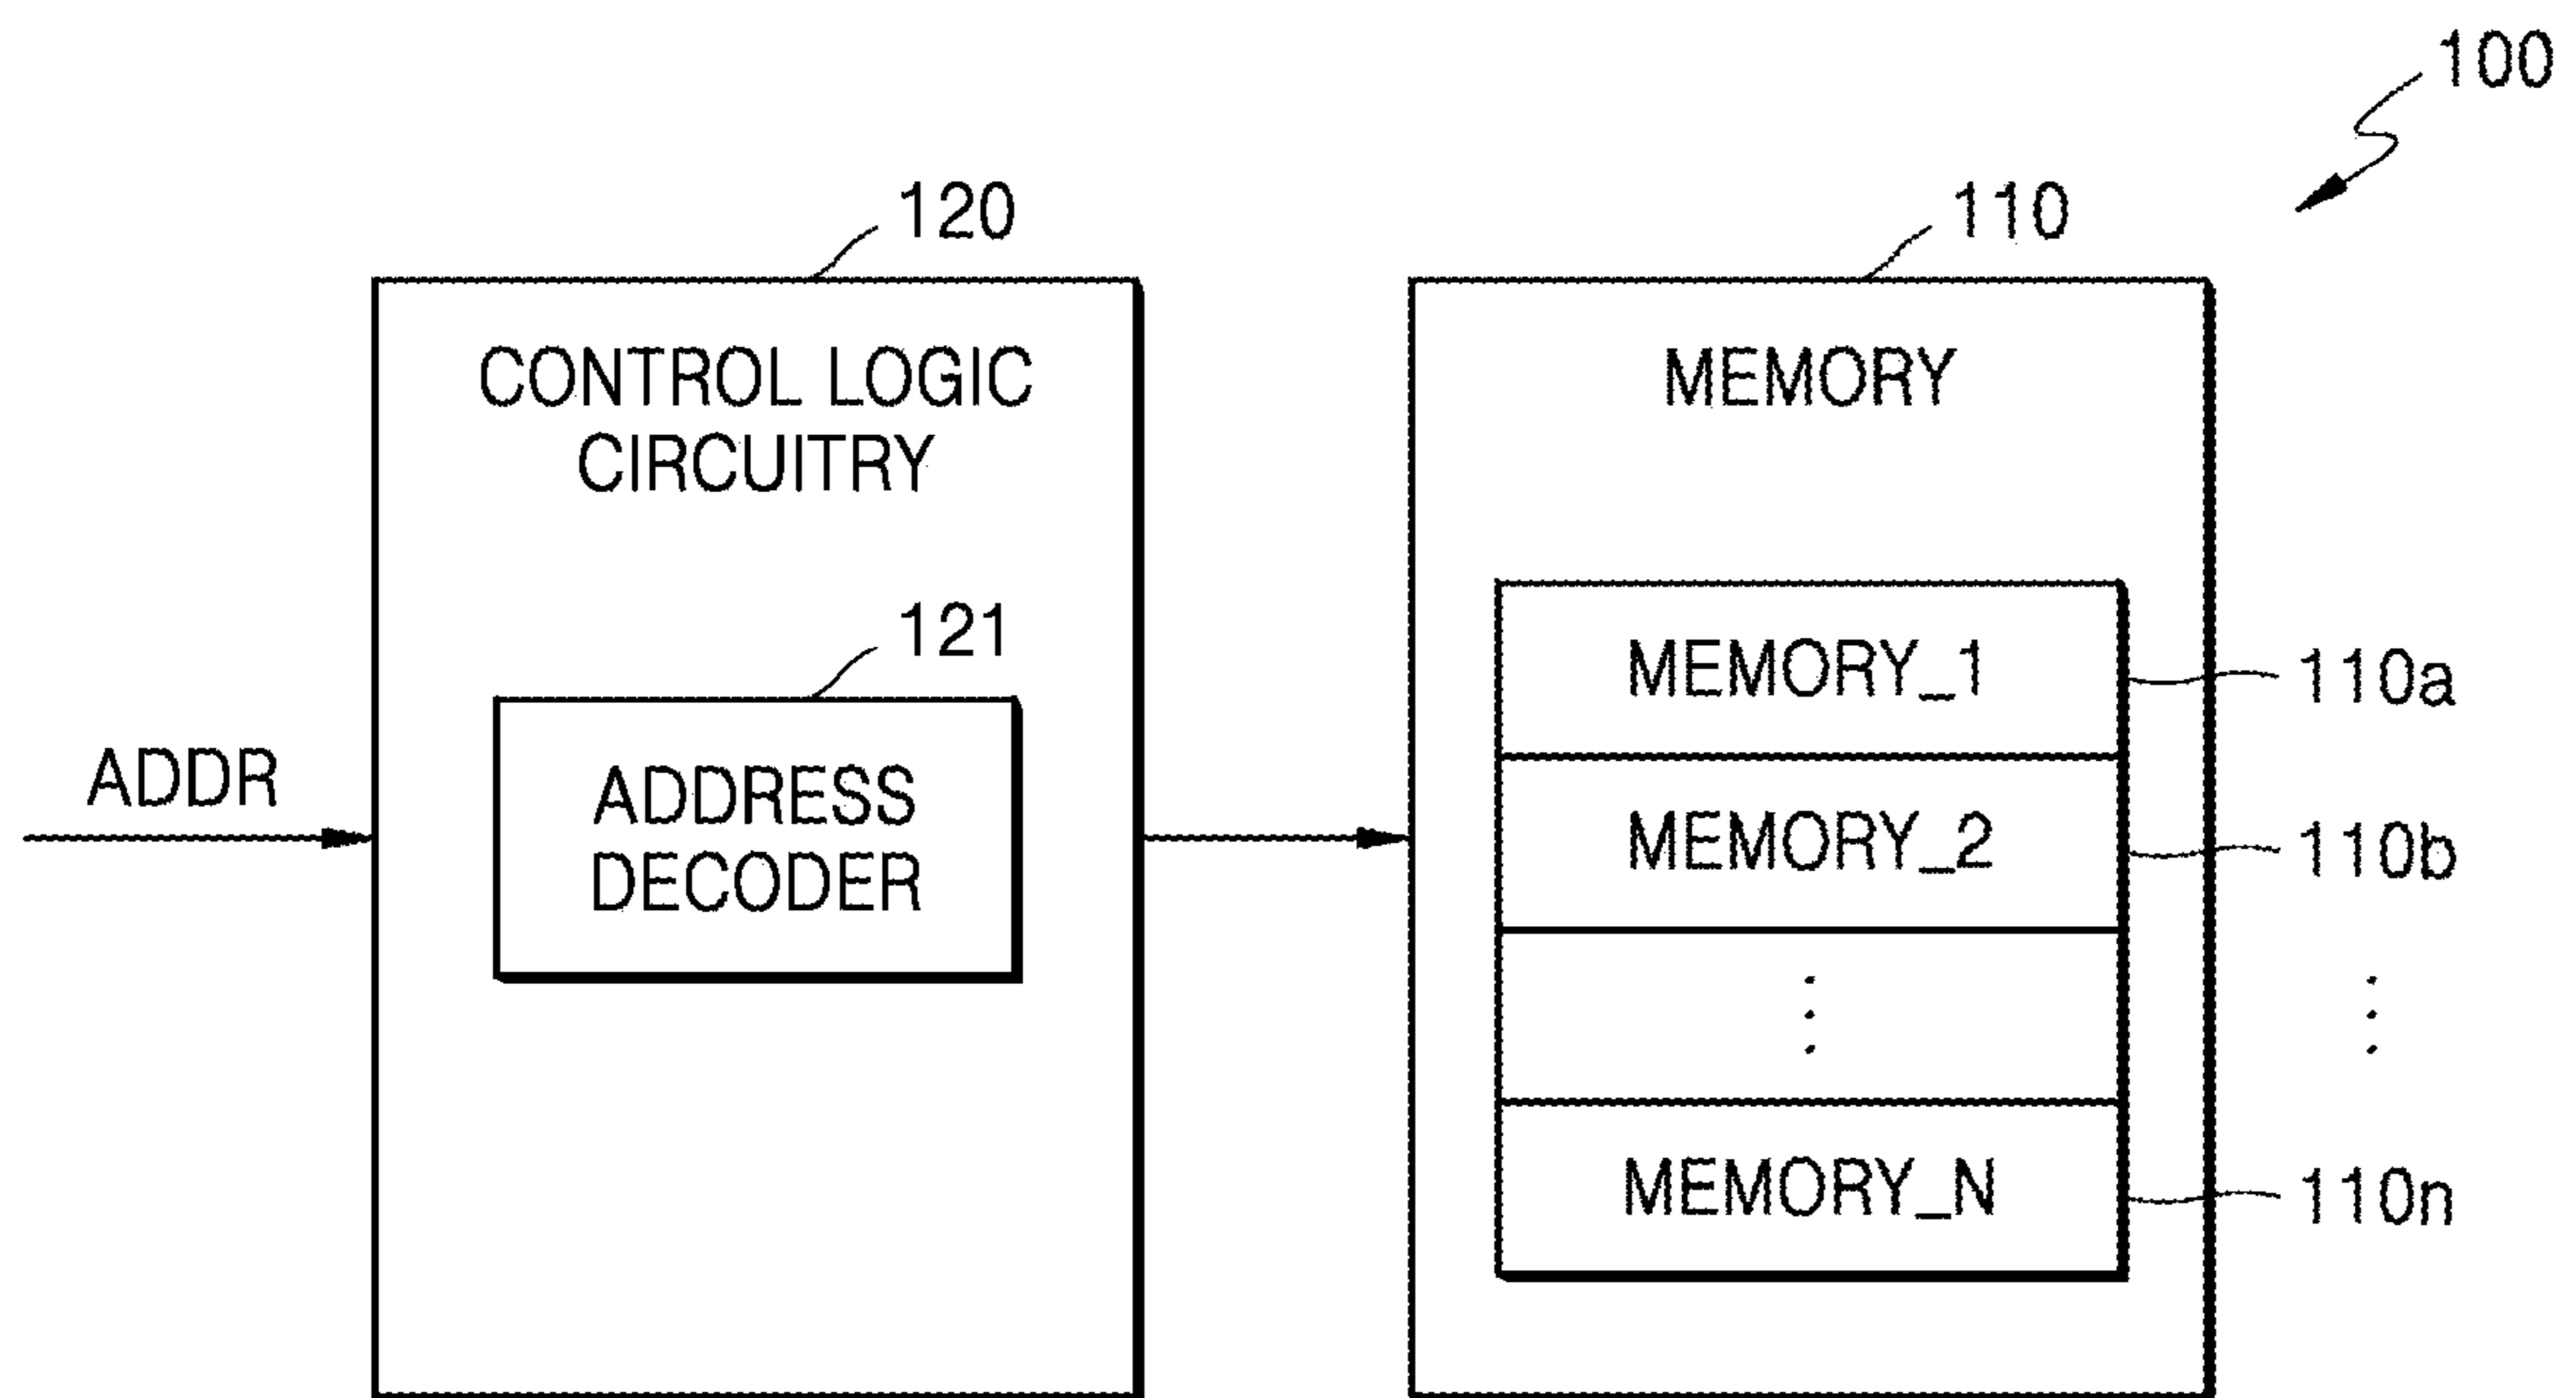 100
120
110
CONTROL LOGIC
CIRCUITRY
MEMORY
121
ADDR
ADDRESS
DECODER
MEMORY_1
110a
MEMORY_2
110b
MEMORY_N
110n